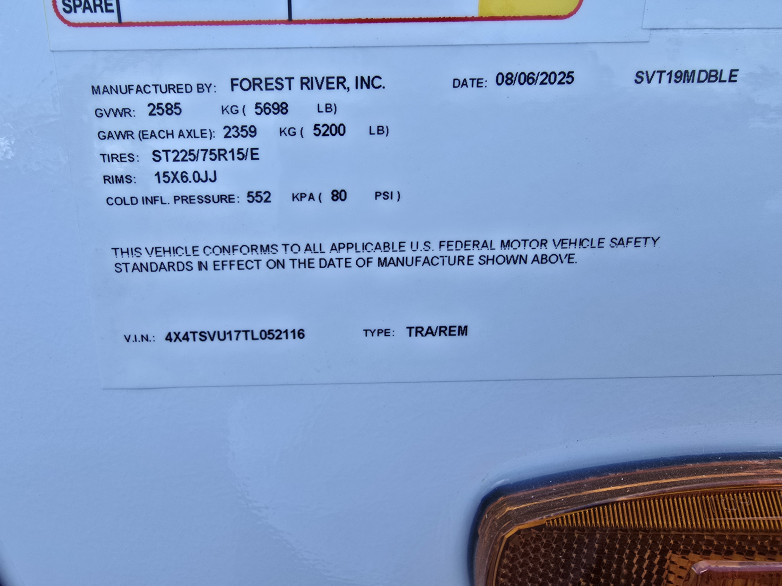 SPARE
MANUFACTURED BY: FOREST RIVER, INC. DATE: 08/06/2025 SVT19MDBLE
GVWR: 2585 KG ( 5698 LB)
GAWR (EACH AXLE): 2359 KG ( 5200 LB)
TIRES: ST225/75R15/E
RIMS: 15X6.0JJ
COLD INFL. PRESSURE: 552 KPA ( 80 PSI )
THIS VEHICLE CONFORMS TO ALL APPLICABLE U.S. FEDERAL MOTOR VEHICLE SAFETY
STANDARDS IN EFFECT ON THE DATE OF MANUFACTURE SHOWN ABOVE.
V.I.N.: 4X4TSVU17TL052116 TYPE: TRA/REM